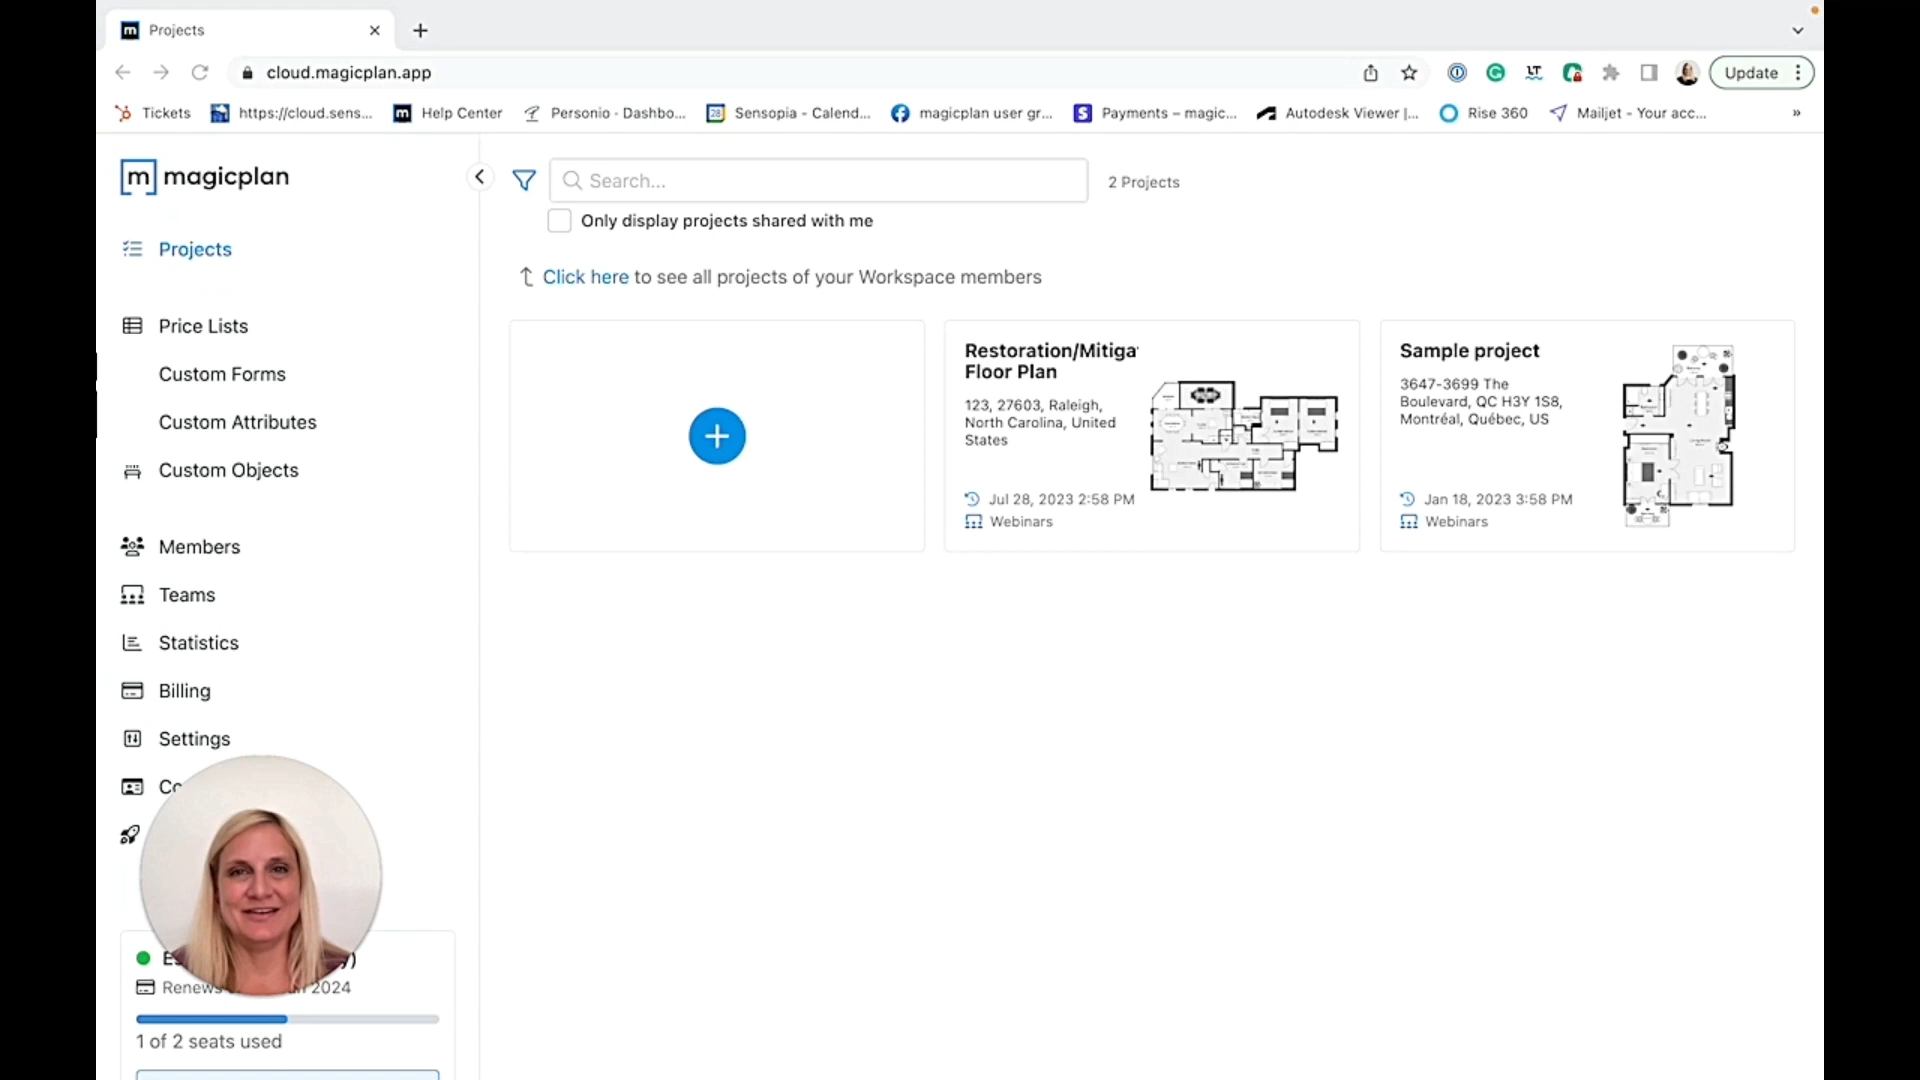 Projects
cloud.magicplan.app
Update
Tickets
https://cloud.sens...
Help Center
Personio - Dashbo...
Sensopia - Calend...
magicplan user gr...
Payments – magic...
Autodesk Viewer |...
Rise 360
Mailjet - Your acc...
»
m magicplan
Search...
2 Projects
Only display projects shared with me
Click here to see all projects of your Workspace members
Projects
Price Lists
Custom Forms
Custom Attributes
Custom Objects
Members
Teams
Statistics
Billing
Settings
Restoration/Mitiga
Floor Plan
123, 27603, Raleigh,
North Carolina, United
States
Jul 28, 2023 2:58 PM
Webinars
Sample project
3647-3699 The
Boulevard, QC H3Y 1S8,
Montréal, Québec, US
Jan 18, 2023 3:58 PM
Webinars
Renews 2024
1 of 2 seats used